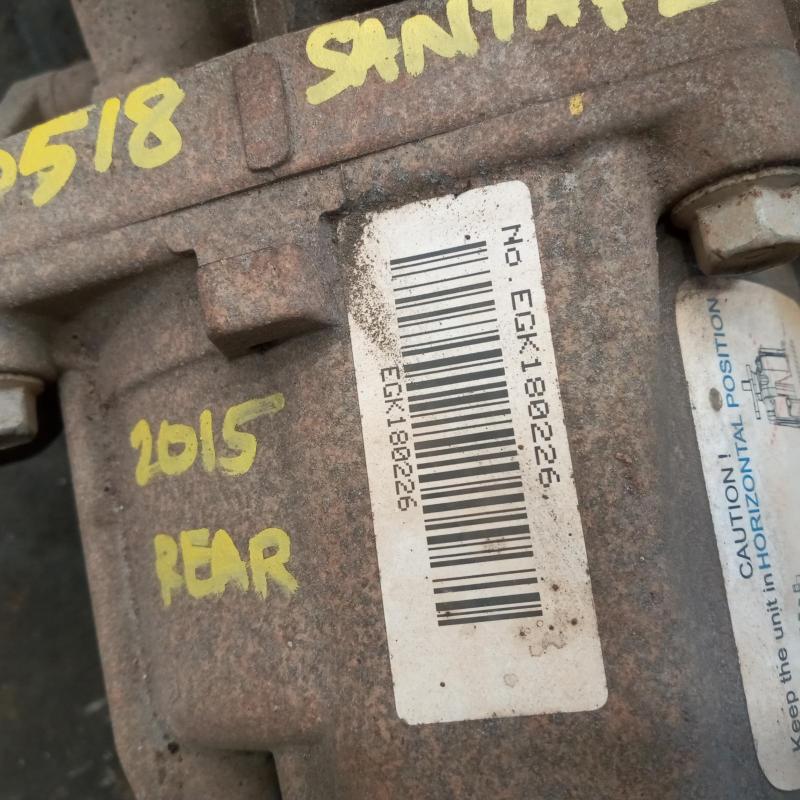 SANTAFE
0518
No. EGK180226
EGK180226
2015
REAR
CAUTION !
Keep the unit in HORIZONTAL POSITION